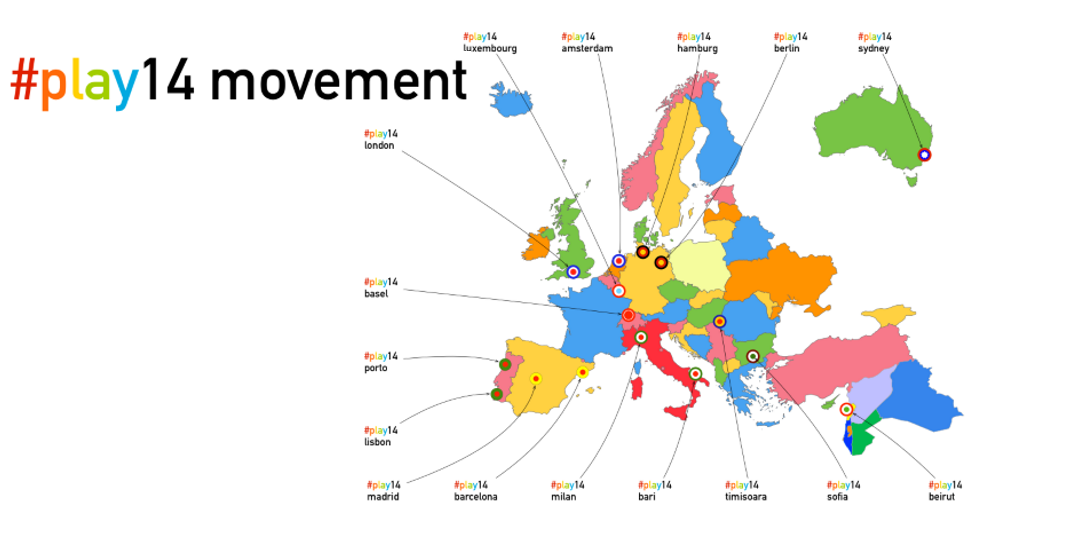 #play14 movement
#play14
luxembourg
#play14
amsterdam
#play14
hamburg
#play14
berlin
#play14
sydney
#play14
london
#play14
basel
#play14
porto
#play14
lisbon
#play14
madrid
#play14
barcelona
#play14
milan
#play14
bari
#play14
timisoara
#play14
sofia
#play14
beirut